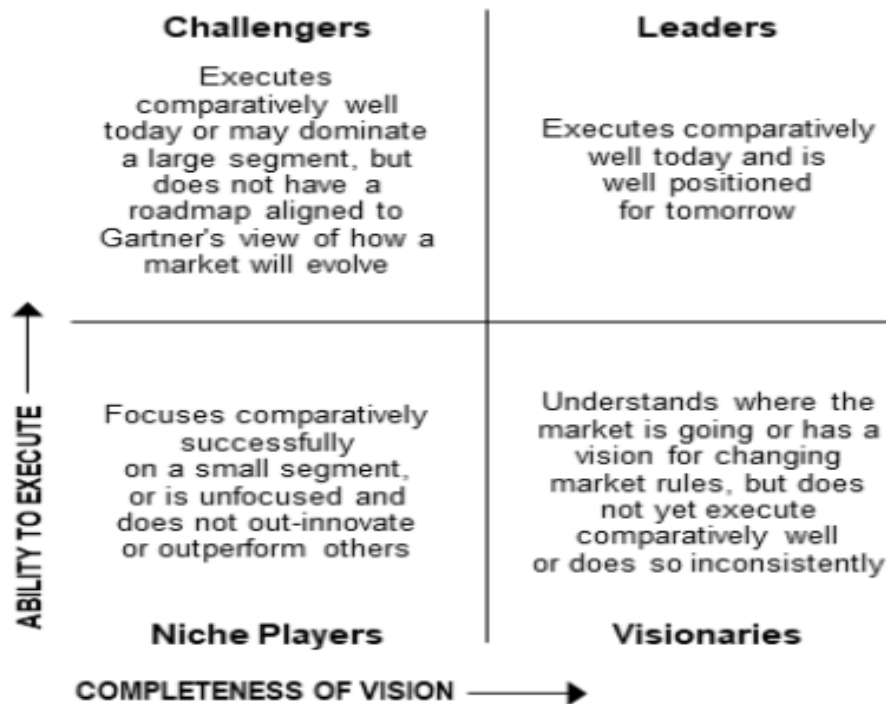 Challengers
Executes
comparatively well
today or may dominate
a large segment, but
does not have a
roadmap aligned to
Gartner's view of how a
market will evolve
Leaders
Executes comparatively
well today and is
well positioned
for tomorrow
ABILITY TO EXECUTE
Focuses comparatively
successfully
on a small segment,
or is unfocused and
does not out-innovate
or outperform others
Niche Players
Understands where the
market is going or has a
vision for changing
market rules, but does
not yet execute
comparatively well
or does so inconsistently
Visionaries
COMPLETENESS OF VISION